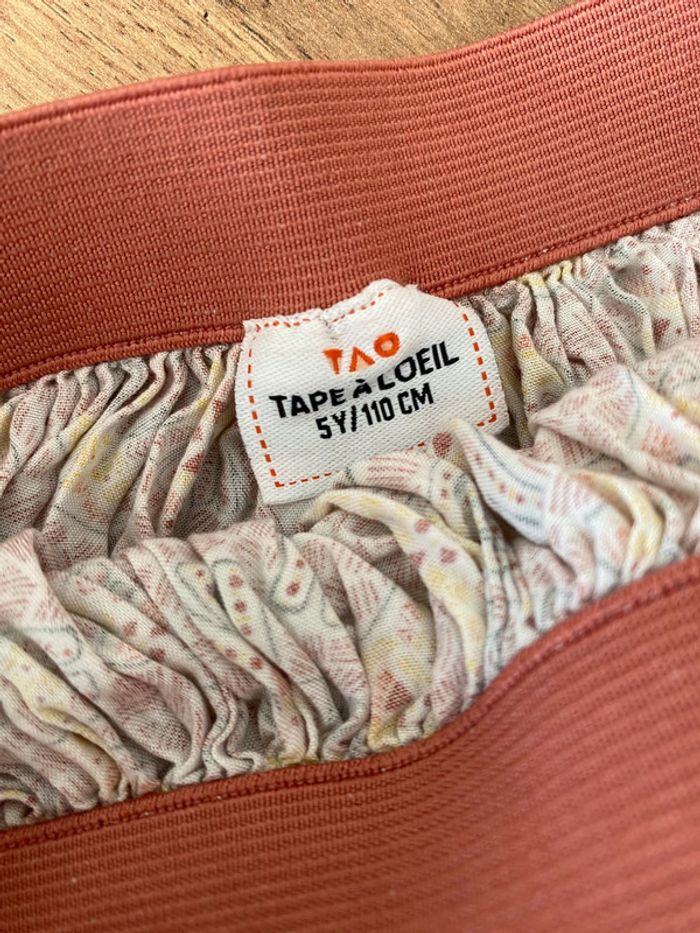 TAO
TAPE À L'OEIL
5Y/110 CM